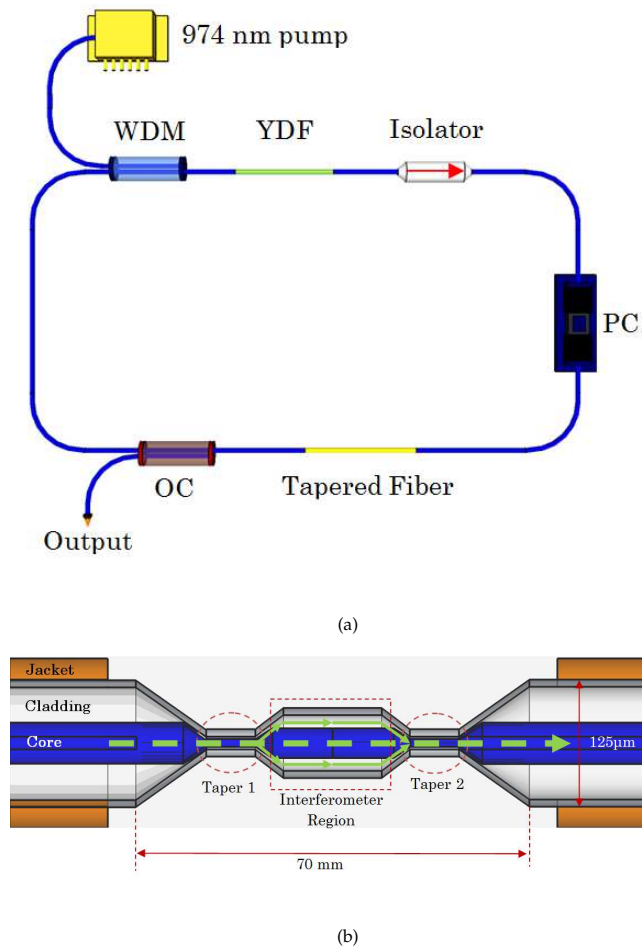 974 nm pump
WDM
YDF
Isolator
PC
OC
Tapered Fiber
Output
(a)
Jacket
Cladding
Core
125µm
Taper 1
Taper 2
Interferometer
Region
70 mm
(b)